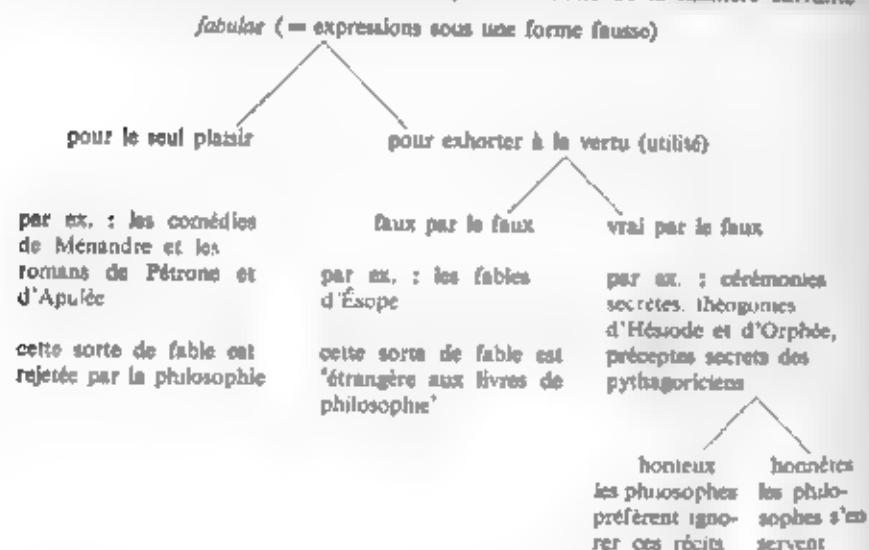 de la manière suivante
fabulae (= expressions sous une forme fausse)
pour le seul plaisir
pour exhorter à la vertu (utilité)
par ex. : les comédies
de Ménandre et les
romans de Pétrone et
d'Apulée
cette sorte de fable est
rejetée par la philosophie
faux par le faux
par ex. : les fables
d'Ésope
cette sorte de fable est
'étrangère aux livres de
philosophie'
vrai par le faux
par ex. : cérémonies
secrètes, théogonies
d'Hésiode et d'Orphée,
préceptes secrets des
pythagoriciens
honteux
les philosophes
préfèrent igno-
rer ces récits
honnêtes
les philo-
sophes s'en
servent